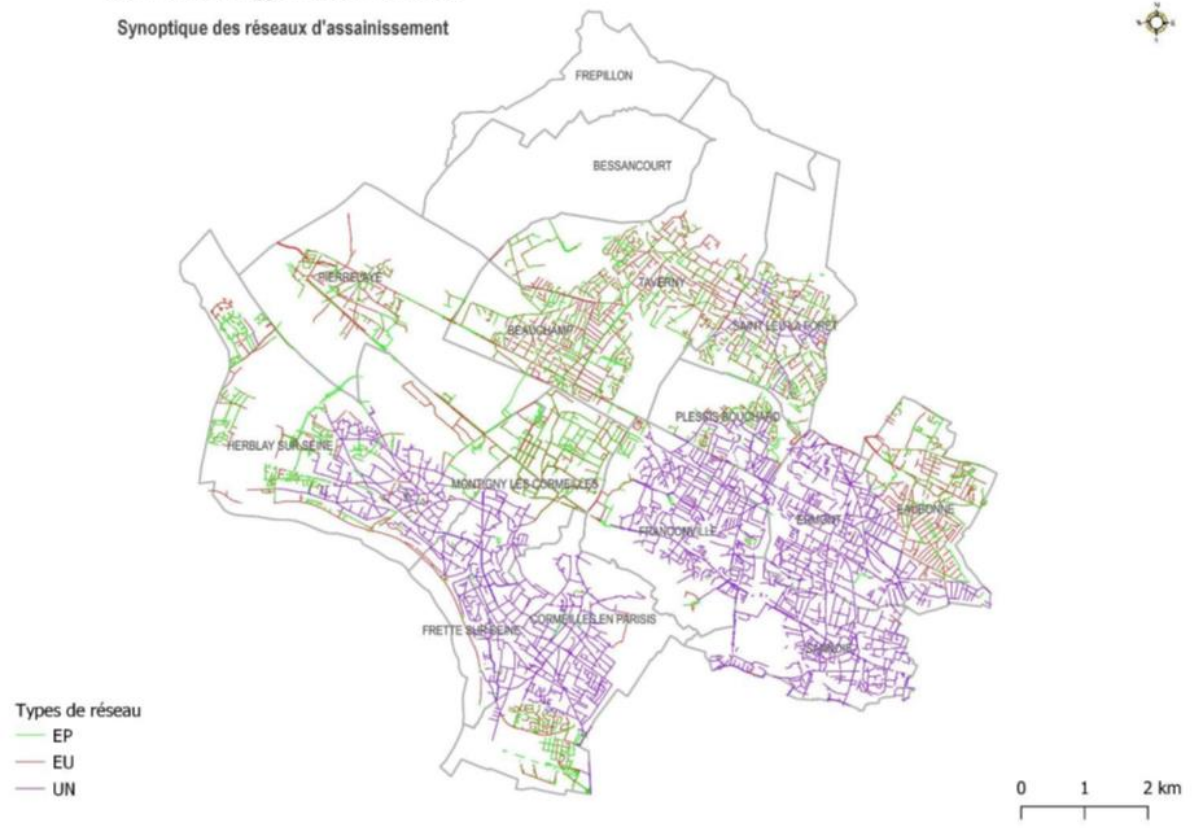 Synoptique des réseaux d'assainissement
FREPILLON
BESSANCOURT
PIERRELAYE
TAVERNY
BEAUCHAMP
SAINT LEU LA FORET
PLESSIS BOUCHARD
HERBLAY SUR SEINE
MONTIGNY LES CORMEILLES
EAUBONNE
ERMONT
FRANCONVILLE
CORMEILLES EN PARISIS
FRETTE SUR SEINE
SANNOIS
Types de réseau
EP
EU
UN
0 1 2 km